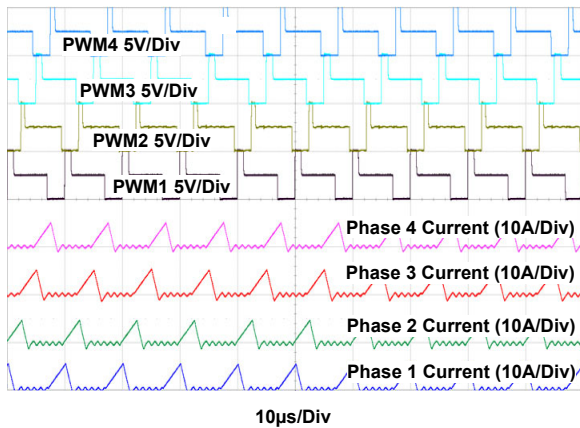 PWM4 5V/Div
PWM3 5V/Div
PWM2 5V/Div
PWM1 5V/Div
Phase 4 Current (10A/Div)
Phase 3 Current (10A/Div)
Phase 2 Current (10A/Div)
Phase 1 Current (10A/Div)
10µs/Div